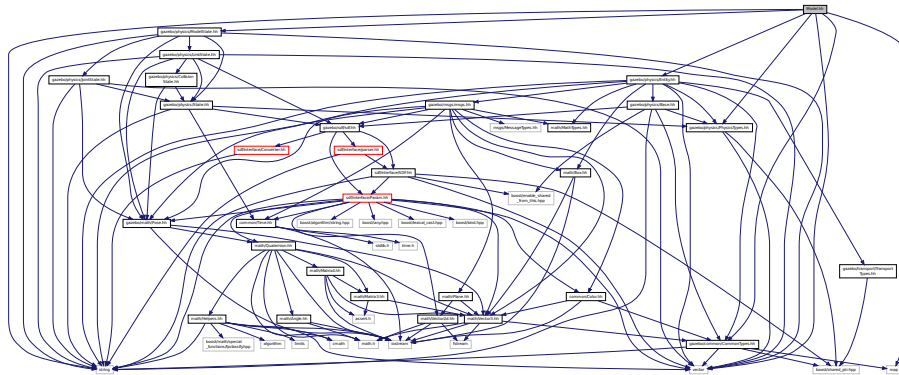 Model.hh
gazebo/physics/ModelState.hh
gazebo/physics/LinkState.hh
gazebo/physics/JointState.hh
gazebo/physics/Collision
State.hh
gazebo/physics/Entity.hh
gazebo/physics/State.hh
gazebo/msgs/msgs.hh
gazebo/physics/Base.hh
gazebo/sdf/sdf.hh
msgs/MessageTypes.hh
math/MathTypes.hh
gazebo/physics/PhysicsTypes.hh
sdf/interface/Converter.hh
sdf/interface/parser.hh
sdf/interface/SDF.hh
math/Box.hh
sdf/interface/Param.hh
boost/enable_shared
_from_this.hpp
gazebo/math/Pose.hh
common/Time.hh
boost/algorithm/string.hpp
boost/any.hpp
boost/lexical_cast.hpp
boost/bind.hpp
math/Quaternion.hh
stdlib.h
time.h
math/Matrix4.hh
gazebo/transport/Transport
Types.hh
math/Matrix3.hh
math/Plane.hh
common/Color.hh
math/Helpers.hh
math/Angle.hh
assert.h
math/Vector2d.hh
math/Vector3.hh
boost/math/special
_functions/fpclassify.hpp
algorithm
limits
cmath
math.h
iostream
fstream
gazebo/common/CommonTypes.hh
string
vector
boost/shared_ptr.hpp
map